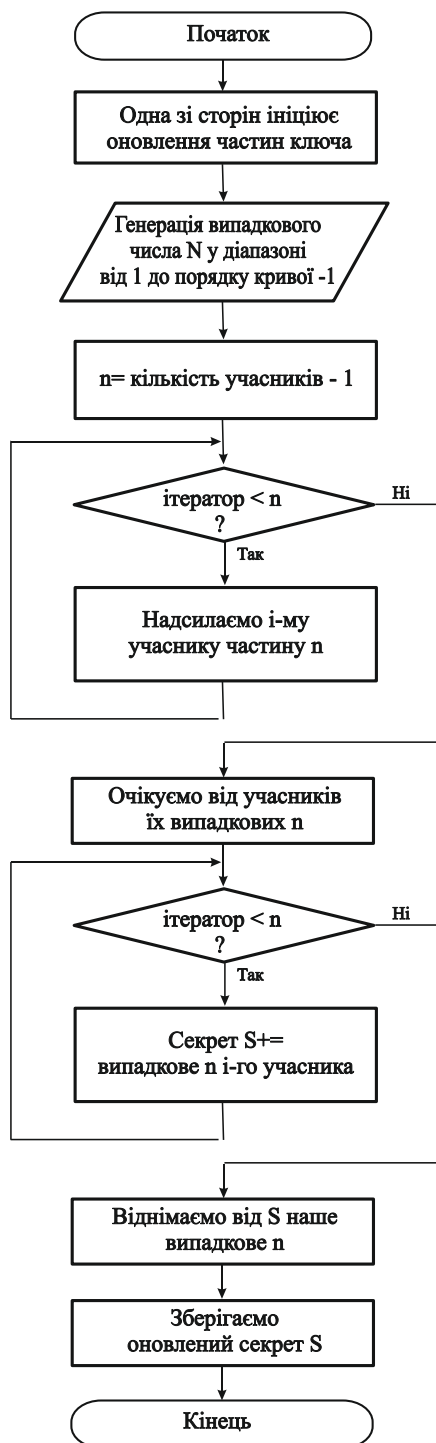 Початок
Одна зі сторін ініціює
оновлення частин ключа
Генерація випадкового
числа N у діапазоні
від 1 до порядку кривої -1
n= кількість учасників - 1
ітератор < n
?
Ні
Так
Надсилаємо і-му
учаснику частину n
Очікуємо від учасників
їх випадкових n
ітератор < n
?
Ні
Так
Секрет S+=
випадкове n і-го учасника
Віднімаємо від S наше
випадкове n
Зберігаємо
оновлений секрет S
Кінець